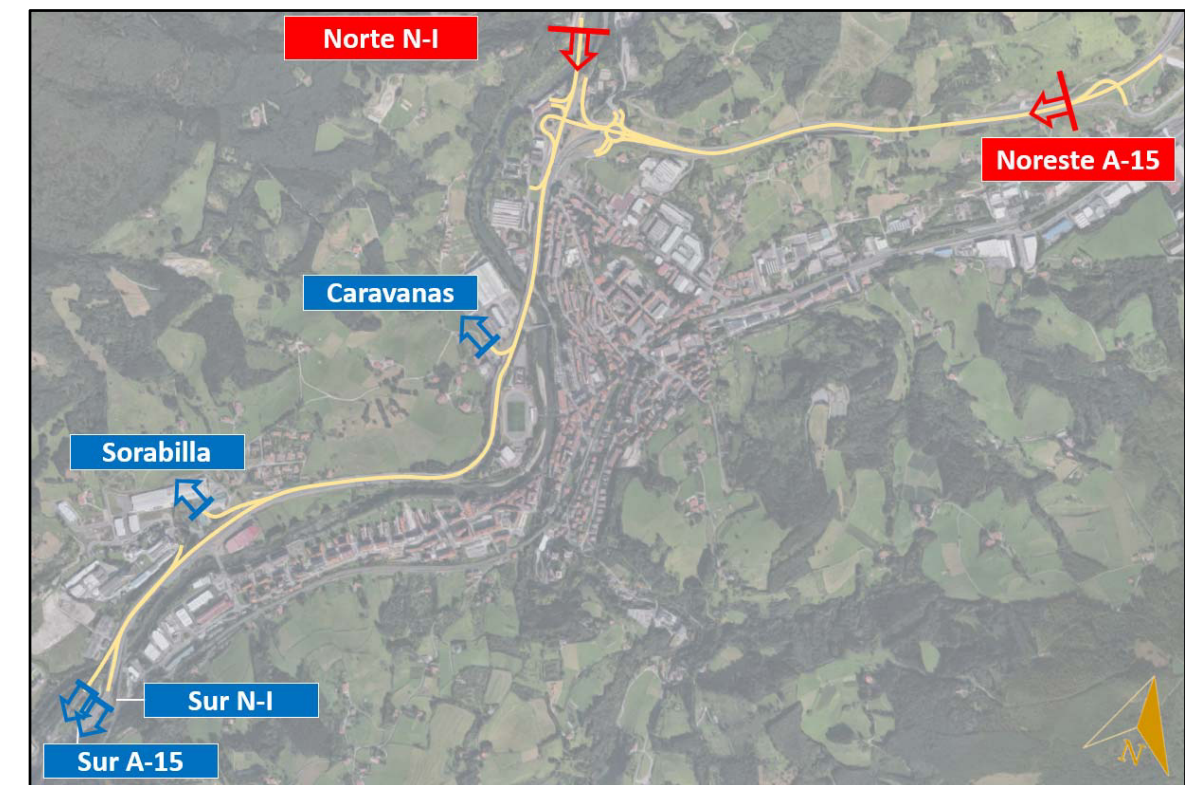 Norte N-I
Noreste A-15
Caravanas
Sorabilla
Sur N-I
Sur A-15
N